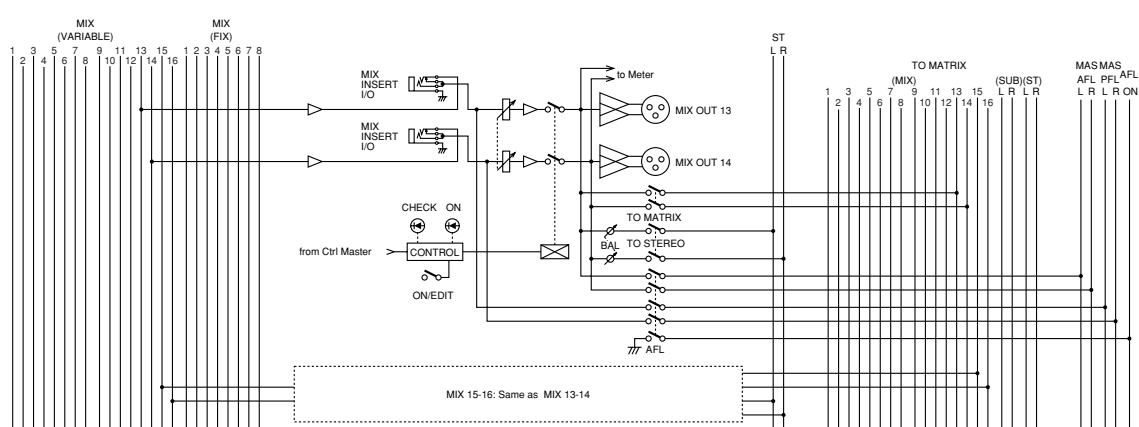 MIX
(VARIABLE)
1 3 5 7 9 11 13 15
2 4 6 8 10 12 14 16
MIX
(FIX)
1 2 3 4 5 6 7 8
MIX
INSERT
I/O
MIX
INSERT
I/O
to Meter
MIX OUT 13
MIX OUT 14
ST
L R
TO MATRIX
(MIX)
1 3 5 7 9 11 13 15
2 4 6 8 10 12 14 16
(SUB)(ST)
L R L R
MAS MAS
AFL PFL AFL
L R L R ON
CHECK ON
from Ctrl Master
CONTROL
ON/EDIT
TO MATRIX
BAL
TO STEREO
AFL
MIX 15-16: Same as MIX 13-14